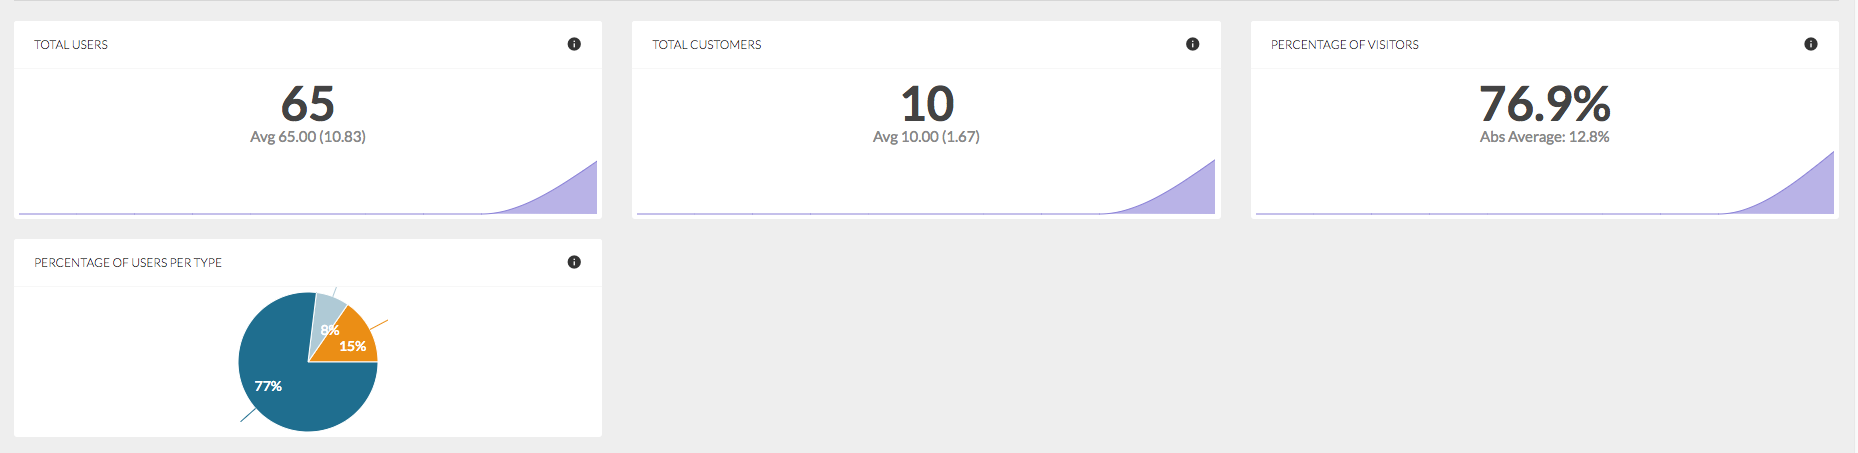 TOTAL USERS
65
Avg 65.00 (10.83)
TOTAL CUSTOMERS
10
Avg 10.00 (1.67)
PERCENTAGE OF VISITORS
76.9%
Abs Average: 12.8%
PERCENTAGE OF USERS PER TYPE
8%
15%
77%